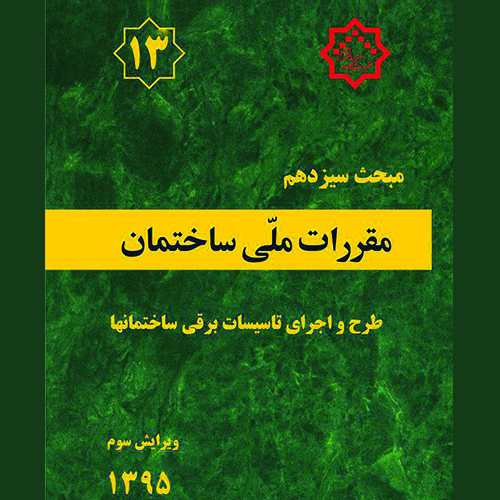 ۱۳
مبحث سیزدهم
مقررات ملّی ساختمان
طرح و اجرای تاسیسات برقی ساختمانها
ویرایش سوم
۱۳۹۵